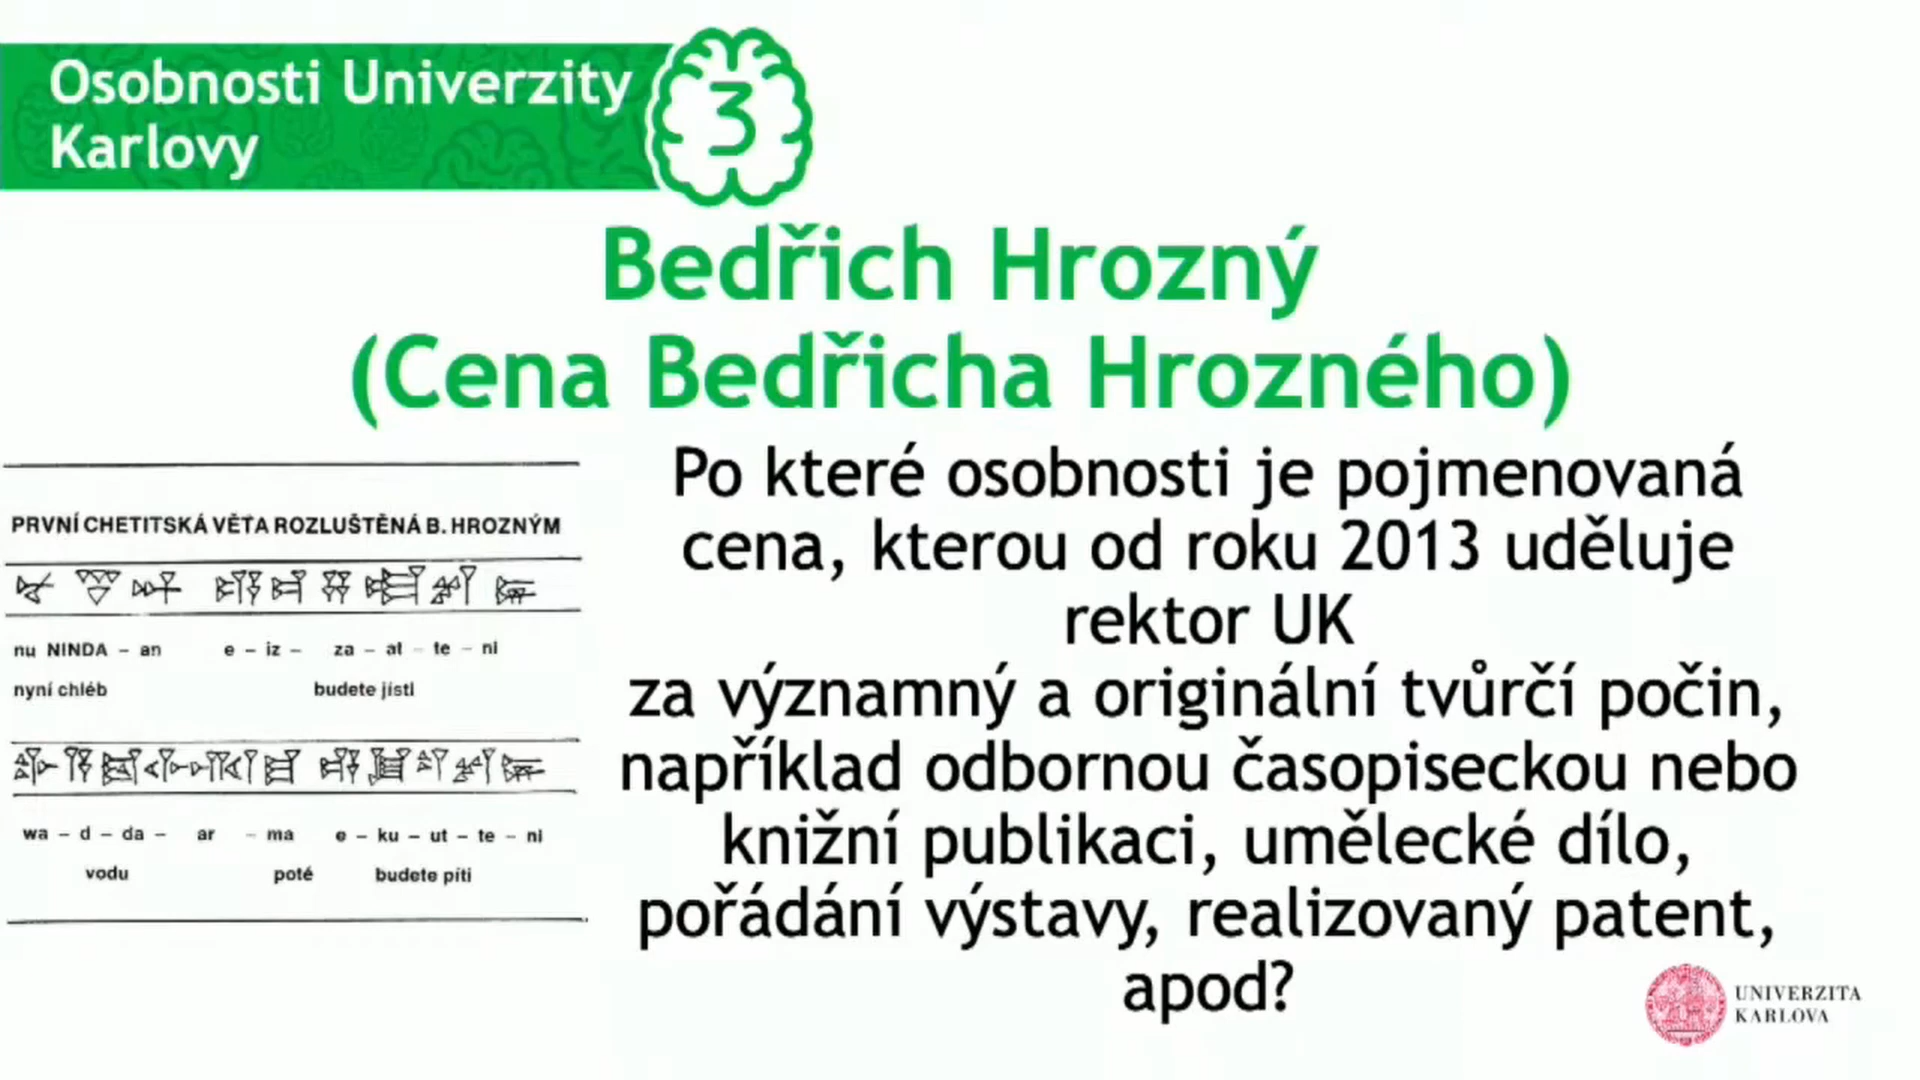 Osobnosti Univerzity
Karlovy
3
Bedřich Hrozný
(Cena Bedřicha Hrozného)
PRVNÍ CHETITSKÁ VĚTA ROZLUŠTĚNÁ B. HROZNÝM
nu NINDA – an e – iz – za – at – te – ni
nyní chléb budete jísti
wa – d – da – ar – ma e – ku – ut – te – ni
vodu poté budete píti
Po které osobnosti je pojmenovaná
cena, kterou od roku 2013 uděluje
rektor UK
za významný a originální tvůrčí počin,
například odbornou časopiseckou nebo
knižní publikaci, umělecké dílo,
pořádání výstavy, realizovaný patent,
apod?
UNIVERZITA
KARLOVA